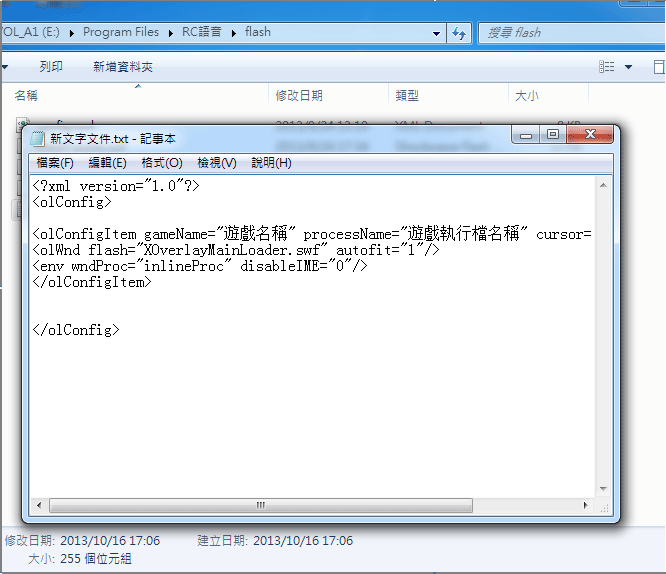 OL_A1 (E:) ▸ Program Files ▸ RC語音 ▸ flash
搜尋 flash
列印 新增資料夾
名稱 修改日期 類型 大小
新文字文件.txt - 記事本
檔案(F) 編輯(E) 格式(O) 檢視(V) 說明(H)
<?xml version="1.0"?>
<olConfig>
<olConfigItem gameName="遊戲名稱" processName="遊戲執行檔名稱" cursor=
<olWnd flash="XOverlayMainLoader.swf" autofit="1"/>
<env wndProc="inlineProc" disableIME="0"/>
</olConfigItem>
</olConfig>
修改日期: 2013/10/16 17:06 建立日期: 2013/10/16 17:06
大小: 255 個位元組